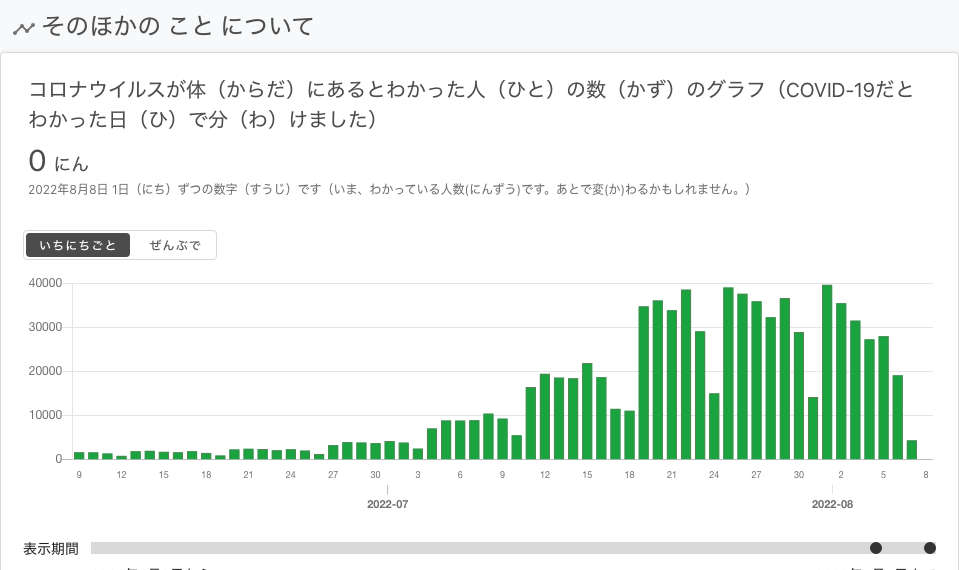 そのほかの こと について
コロナウイルスが体（からだ）にあるとわかった人（ひと）の数（かず）のグラフ（COVID-19だと
わかった日（ひ）で分（わ）けました）
0 にん
2022年8月8日 1日（にち）ずつの数字（すうじ）です（いま、わかっている人数(にんずう)です。あとで変(か)わるかもしれません。）
いちにちごと ぜんぶで
40000
30000
20000
10000
0
9 12 15 18 21 24 27 30 3 6 9 12 15 18 21 24 27 30 2 5 8
2022-07 2022-08
表示期間